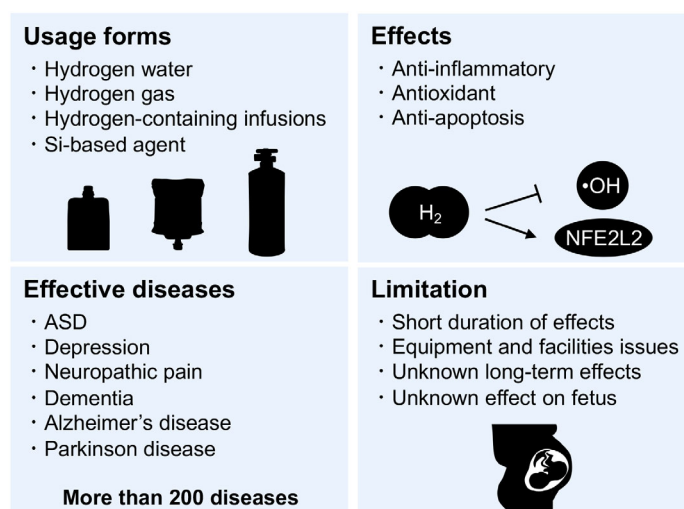 Usage forms
・Hydrogen water
・Hydrogen gas
・Hydrogen-containing infusions
・Si-based agent
Effects
・Anti-inflammatory
・Antioxidant
・Anti-apoptosis
H₂
•OH
NFE2L2
Effective diseases
・ASD
・Depression
・Neuropathic pain
・Dementia
・Alzheimer's disease
・Parkinson disease
More than 200 diseases
Limitation
・Short duration of effects
・Equipment and facilities issues
・Unknown long-term effects
・Unknown effect on fetus